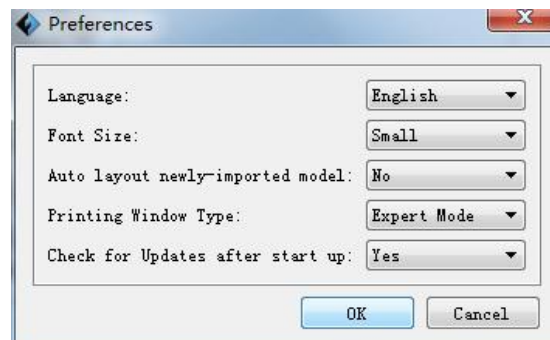 Preferences
Language: English
Font Size: Small
Auto layout newly-imported model: No
Printing Window Type: Expert Mode
Check for Updates after start up: Yes
OK Cancel